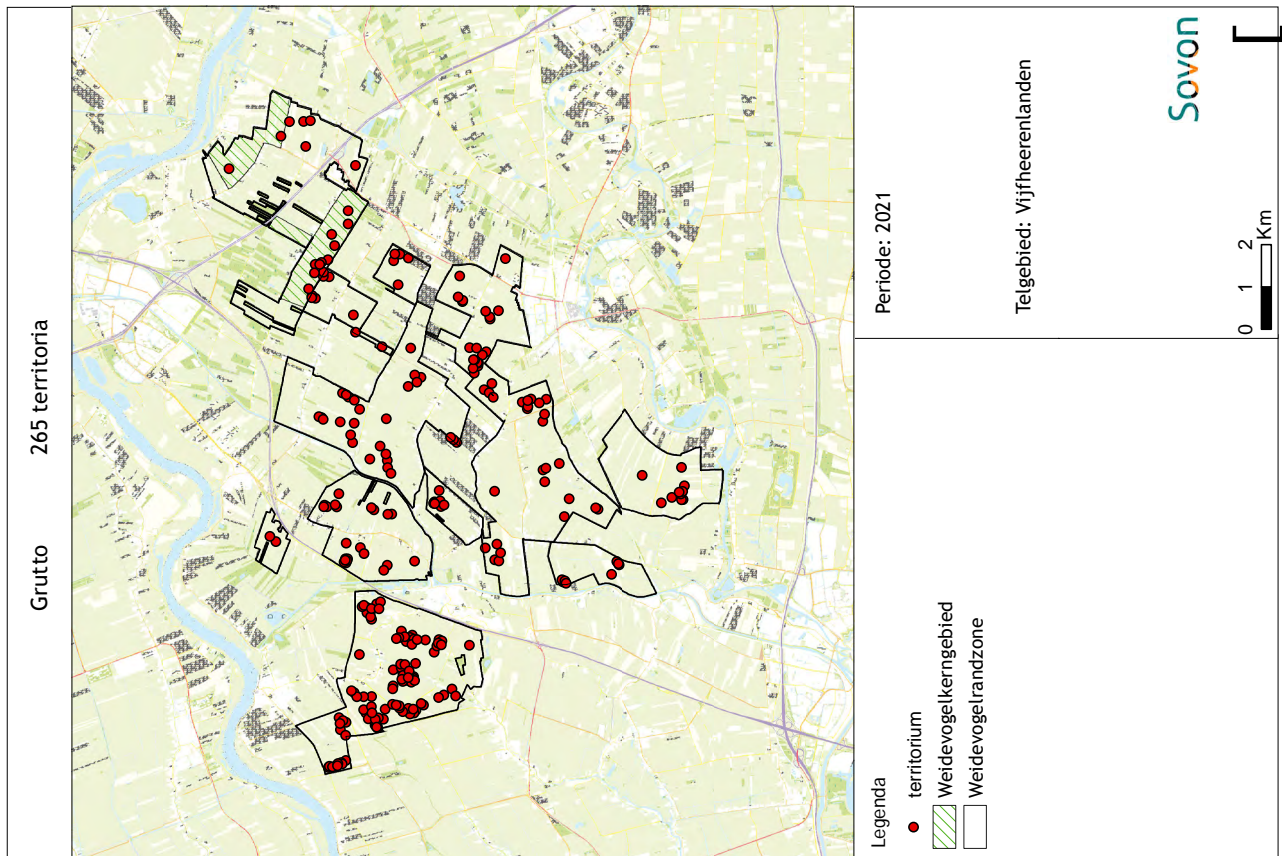 Grutto 265 territoria
Legenda
territorium
Weidevogelkerngebied
Weidevogelrandzone
Periode: 2021
Telgebied: Vijfheerenlanden
0 1 2
Km
Sovon